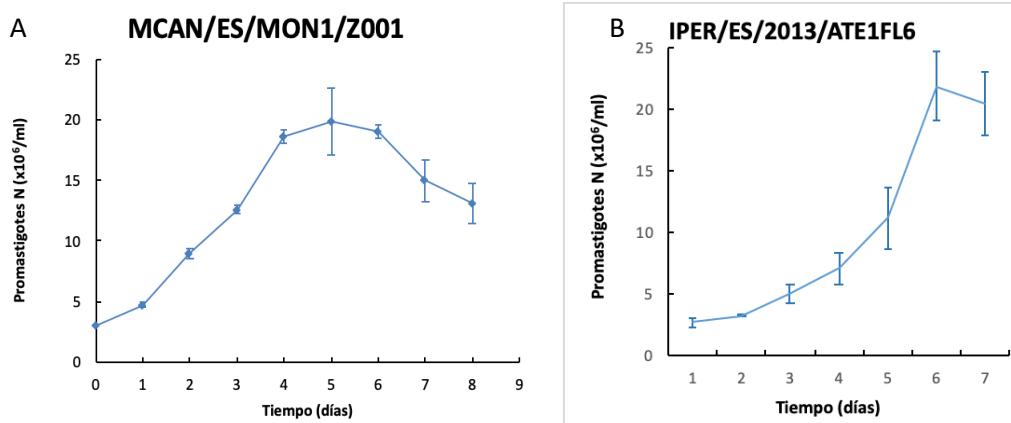 A
MCAN/ES/MON1/Z001
Promastigotes N (x10⁶/ml)
25
20
15
10
5
0
0 1 2 3 4 5 6 7 8 9
Tiempo (días)
B
IPER/ES/2013/ATE1FL6
Promastigotes N (x10⁶/ml)
25
20
15
10
5
0
1 2 3 4 5 6 7
Tiempo (días)